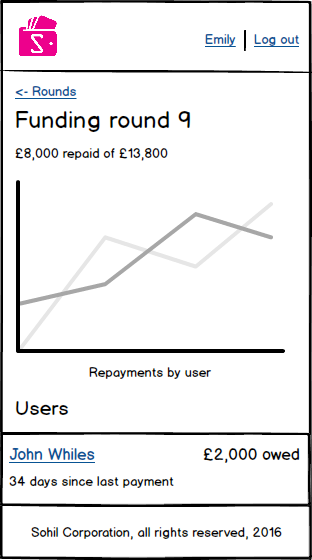 S
Emily | Log out
<- Rounds
Funding round 9
£8,000 repaid of £13,800
Repayments by user
Users
John Whiles £2,000 owed
34 days since last payment
Sohil Corporation, all rights reserved, 2016